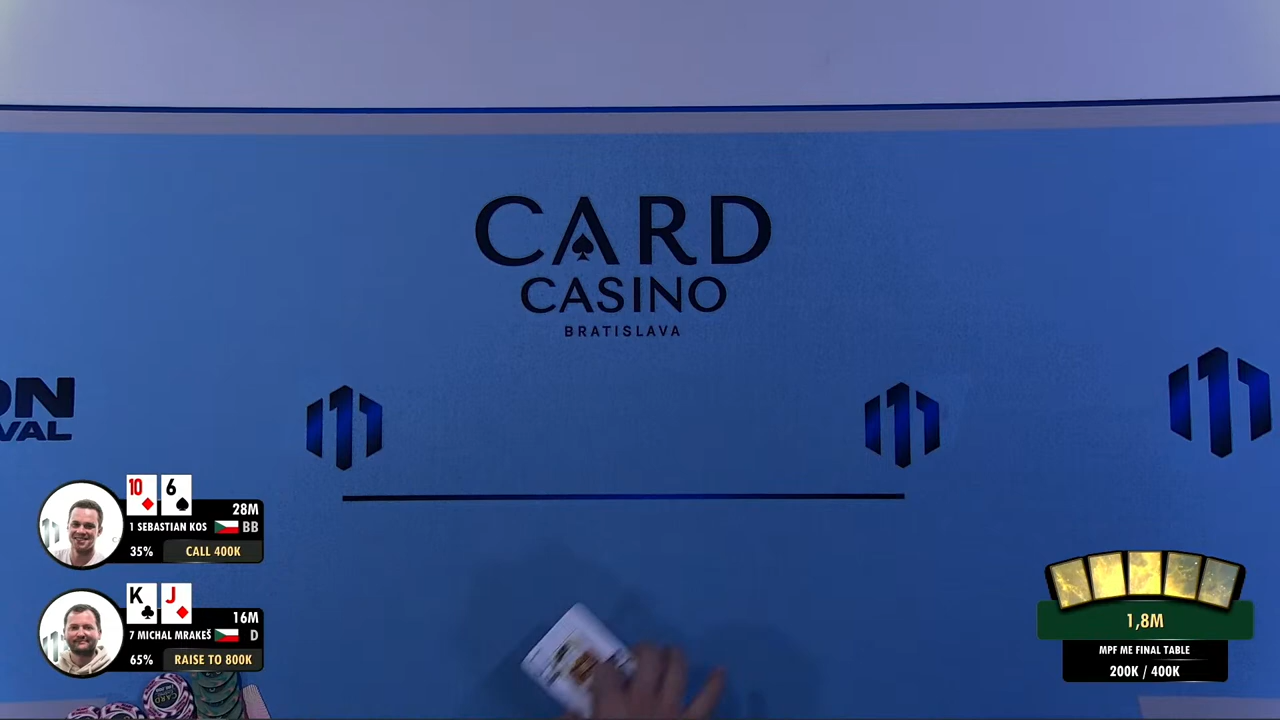 CARD
CASINO
BRATISLAVA
ON
VAL
10 6
28M
1 SEBASTIAN KOS BB
35% CALL 400K
K J
16M
7 MICHAL MRAKEŠ D
65% RAISE TO 800K
1,8M
MPF ME FINAL TABLE
200K / 400K